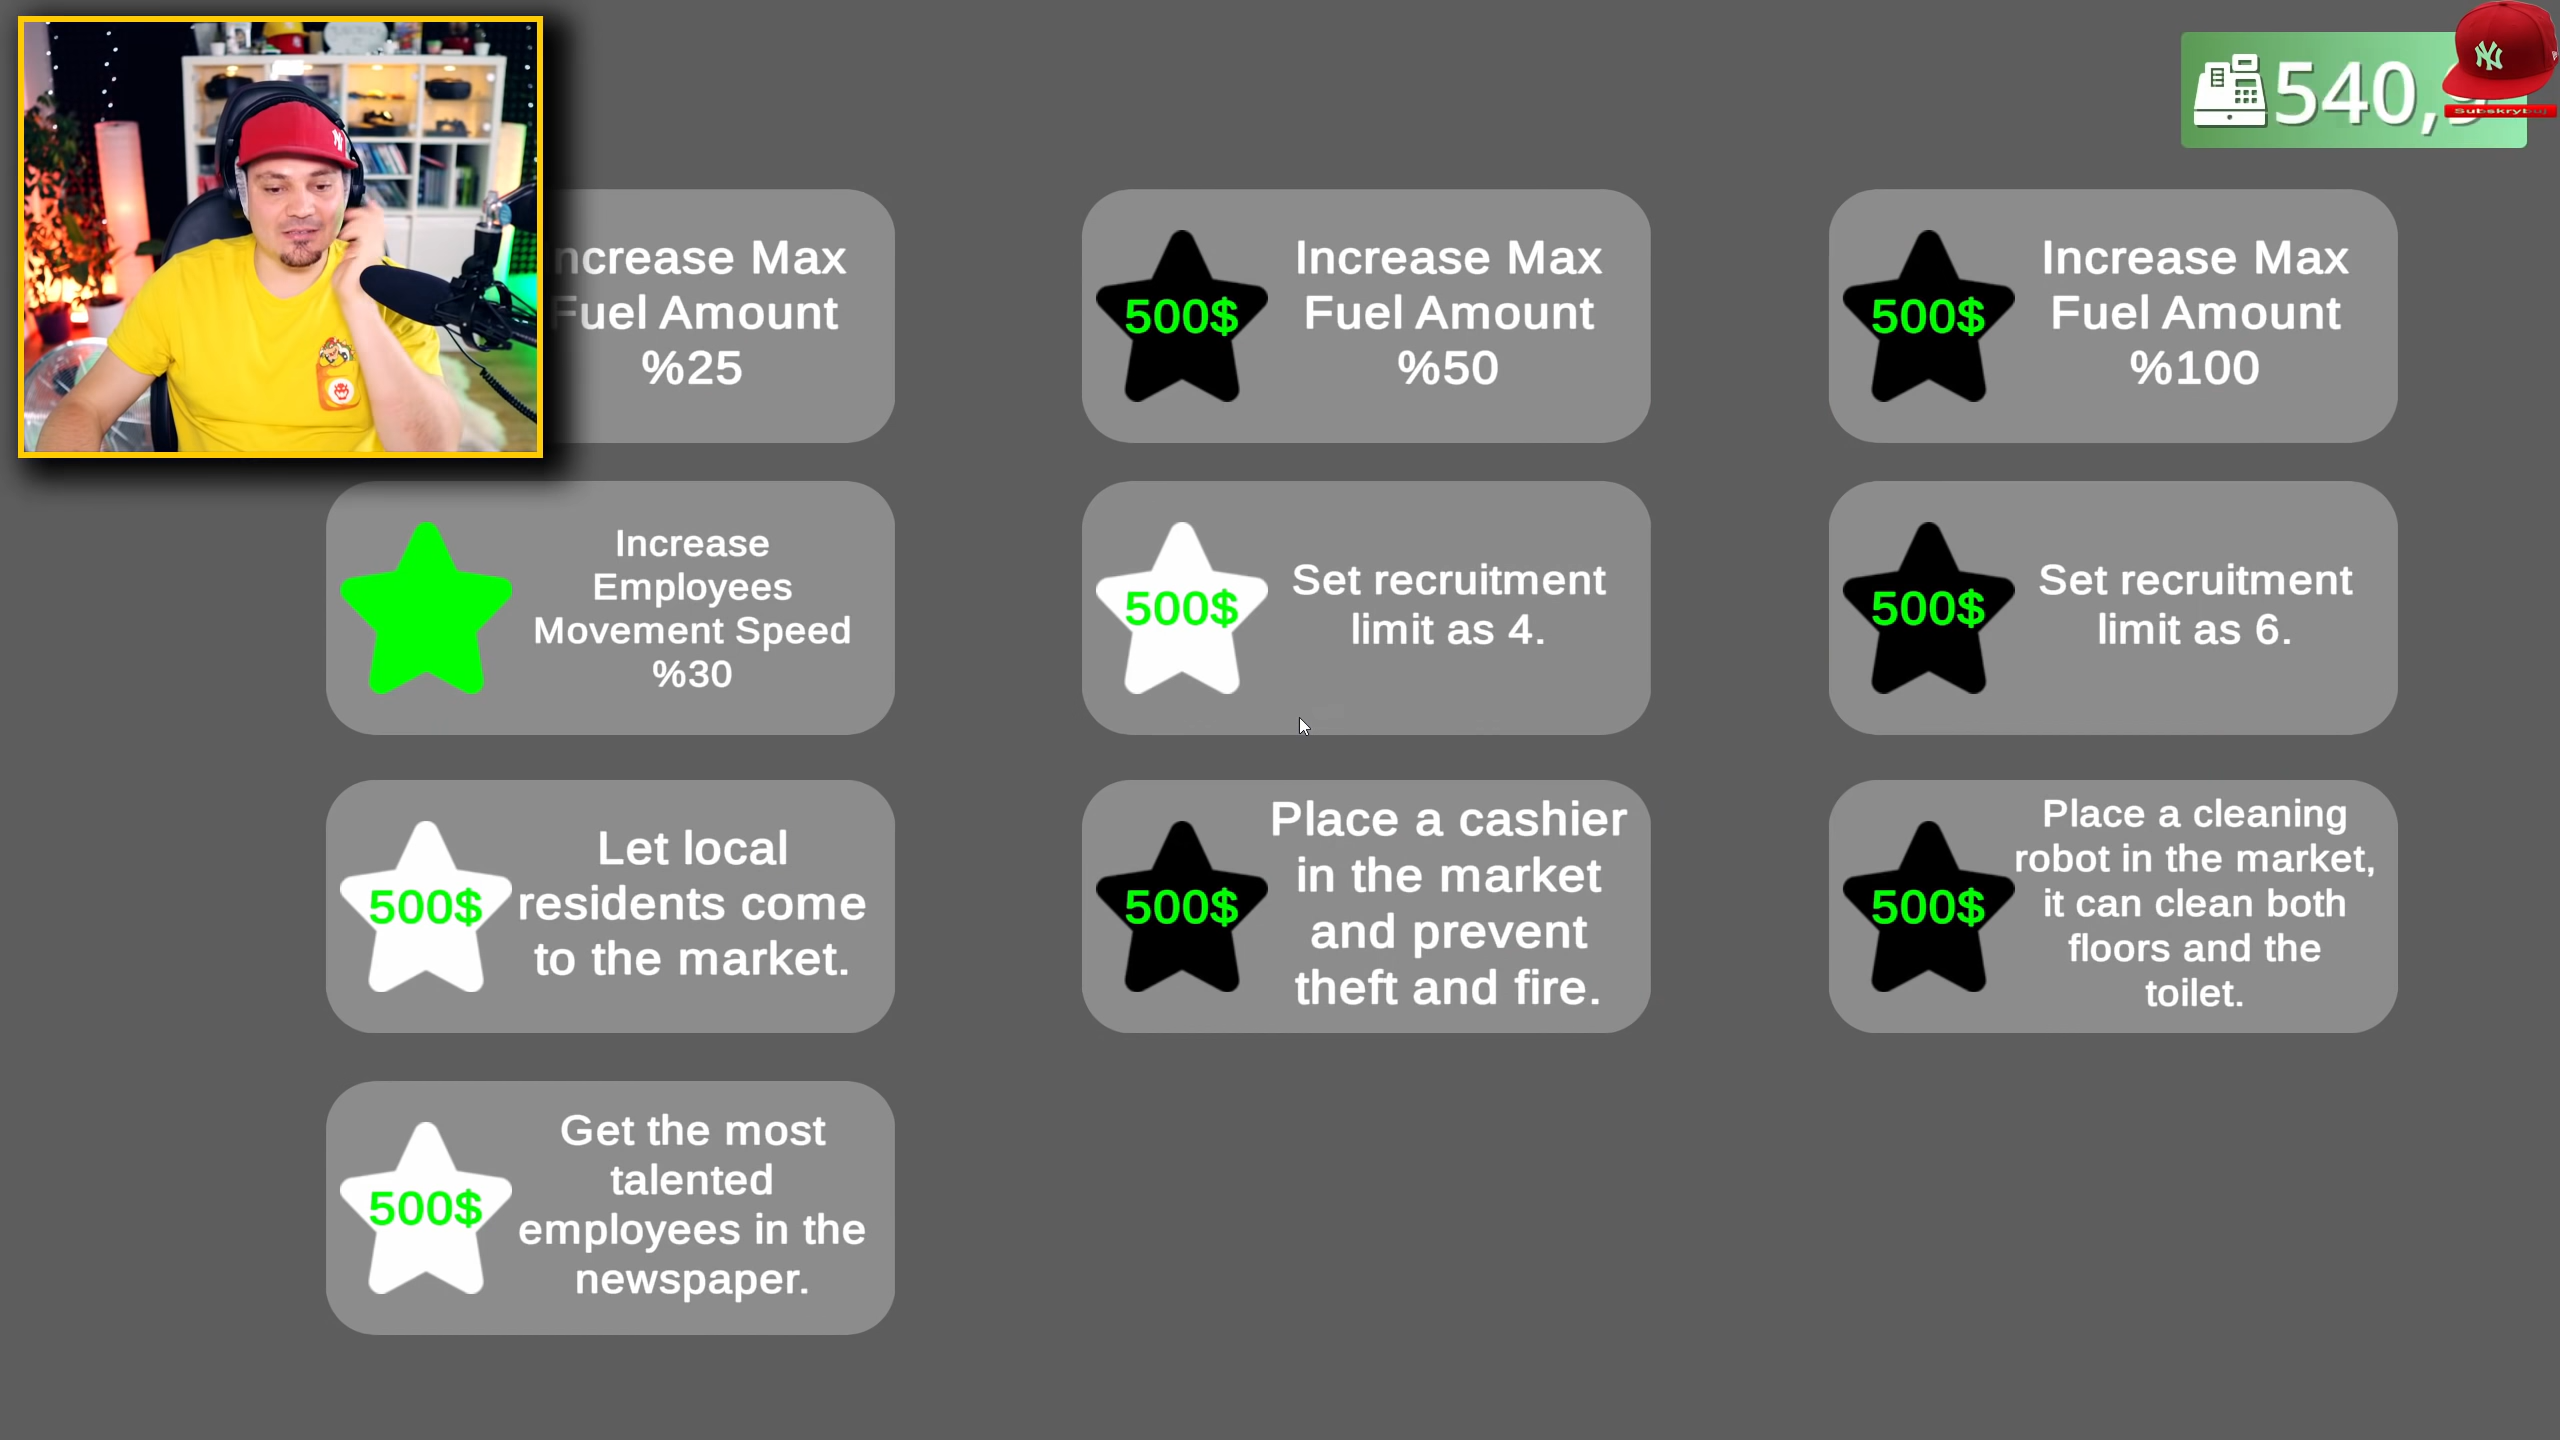 540,9
Subskrybuj
Increase Max
Fuel Amount
%25
500$
Increase Max
Fuel Amount
%50
500$
Increase Max
Fuel Amount
%100
Increase
Employees
Movement Speed
%30
500$
Set recruitment
limit as 4.
500$
Set recruitment
limit as 6.
500$
Let local
residents come
to the market.
500$
Place a cashier
in the market
and prevent
theft and fire.
500$
Place a cleaning
robot in the market,
it can clean both
floors and the
toilet.
500$
Get the most
talented
employees in the
newspaper.